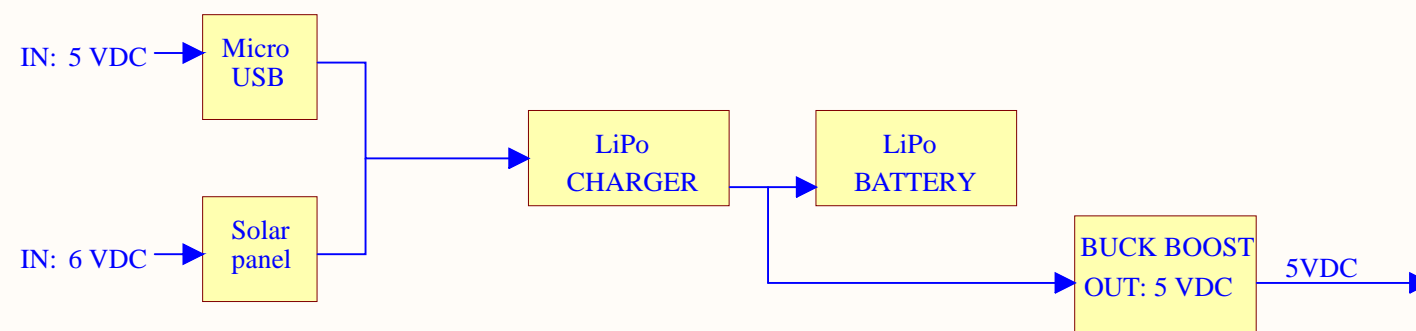 IN: 5 VDC
Micro
USB
LiPo
CHARGER
LiPo
BATTERY
IN: 6 VDC
Solar
panel
BUCK BOOST
OUT: 5 VDC
5VDC